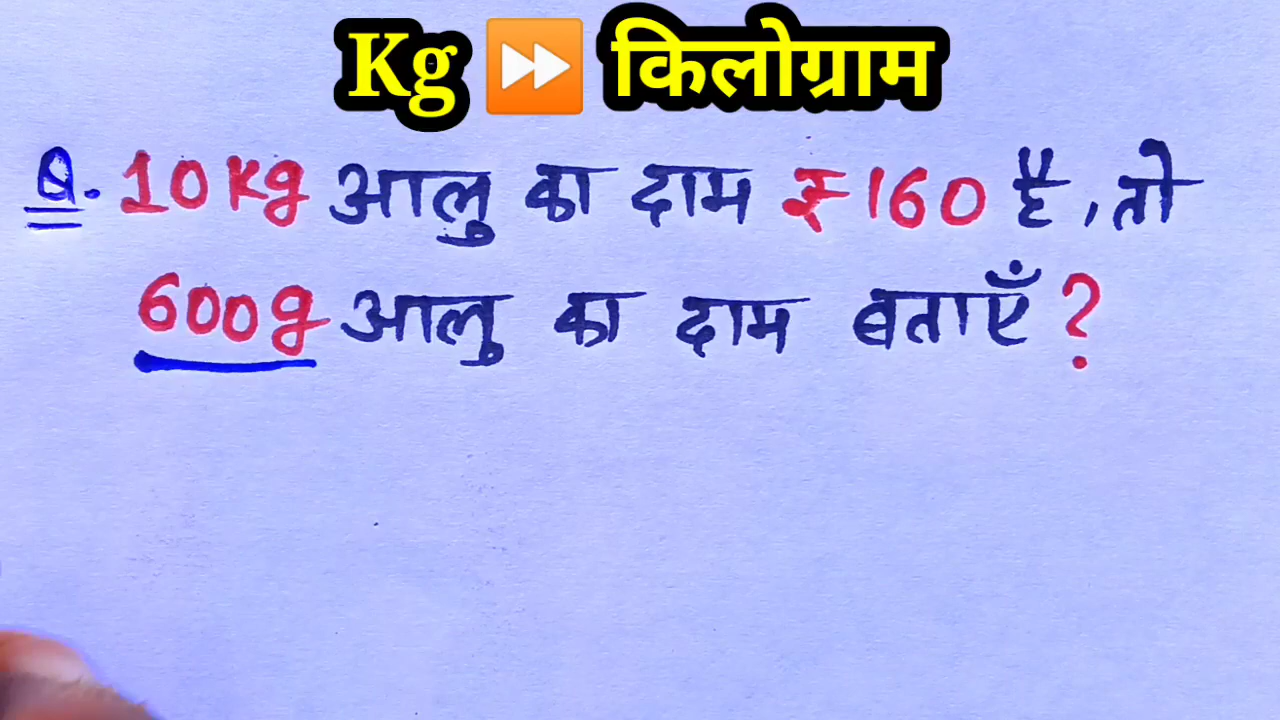 Kg ⏩ किलोग्राम
Q. 10 Kg आलु का दाम ₹160 है, तो
600g आलु का दाम बताएँ ?